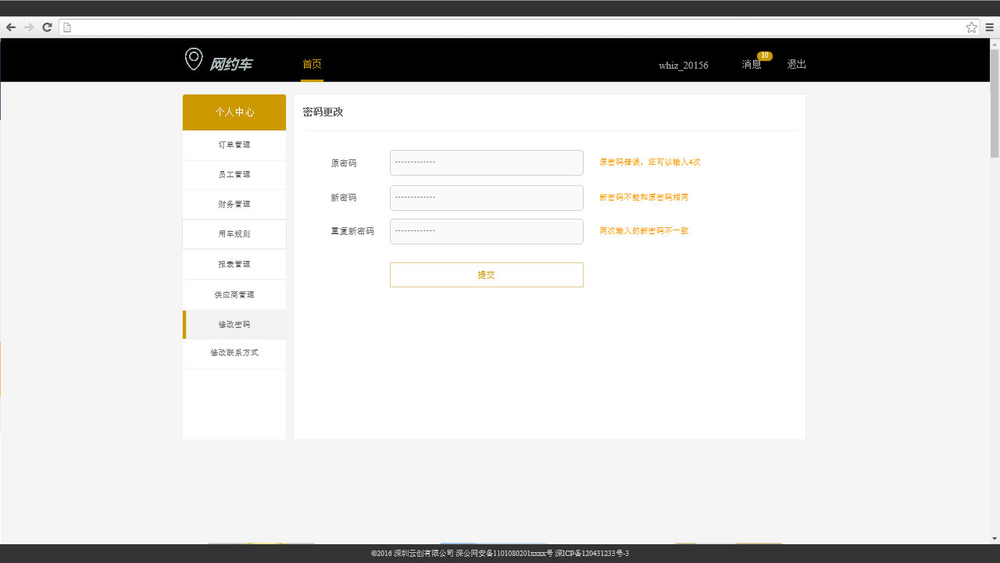 网约车
首页
whiz_20156
消息
10
退出
个人中心
订单管理
员工管理
财务管理
用车规则
报表管理
供应商管理
修改密码
修改联系方式
密码更改
原密码
-------------
原密码错误，还可以输入4次
新密码
-------------
新密码不能和原密码相同
重复新密码
-------------
两次输入的新密码不一致
提交
©2016 深圳云创有限公司 深公网安备1101080201xxxx号 深ICP备120431233号-3